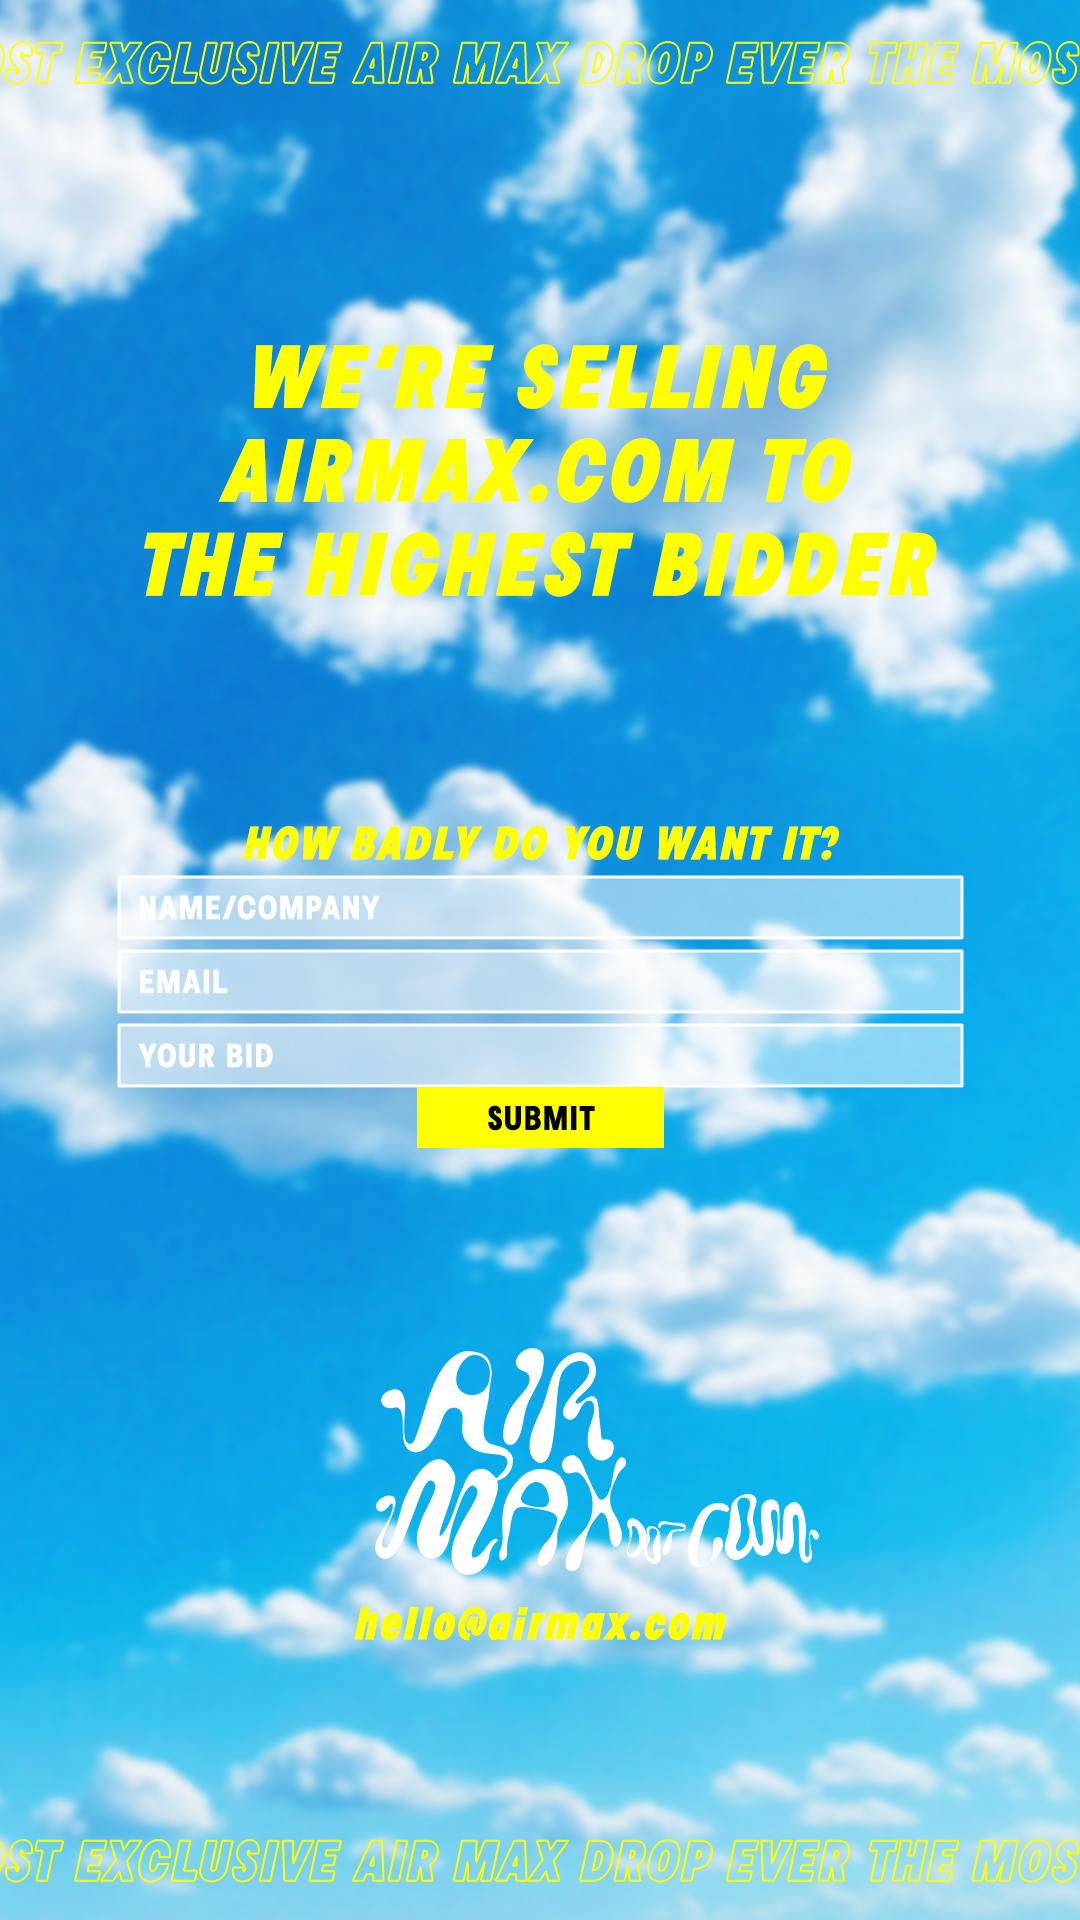 OST EXCLUSIVE AIR MAX DROP EVER THE MOS
WE'RE SELLING
AIRMAX.COM TO
THE HIGHEST BIDDER
HOW BADLY DO YOU WANT IT?
NAME/COMPANY
EMAIL
YOUR BID
SUBMIT
AIR
MAX DOT COM
hello@airmax.com
OST EXCLUSIVE AIR MAX DROP EVER THE MOS